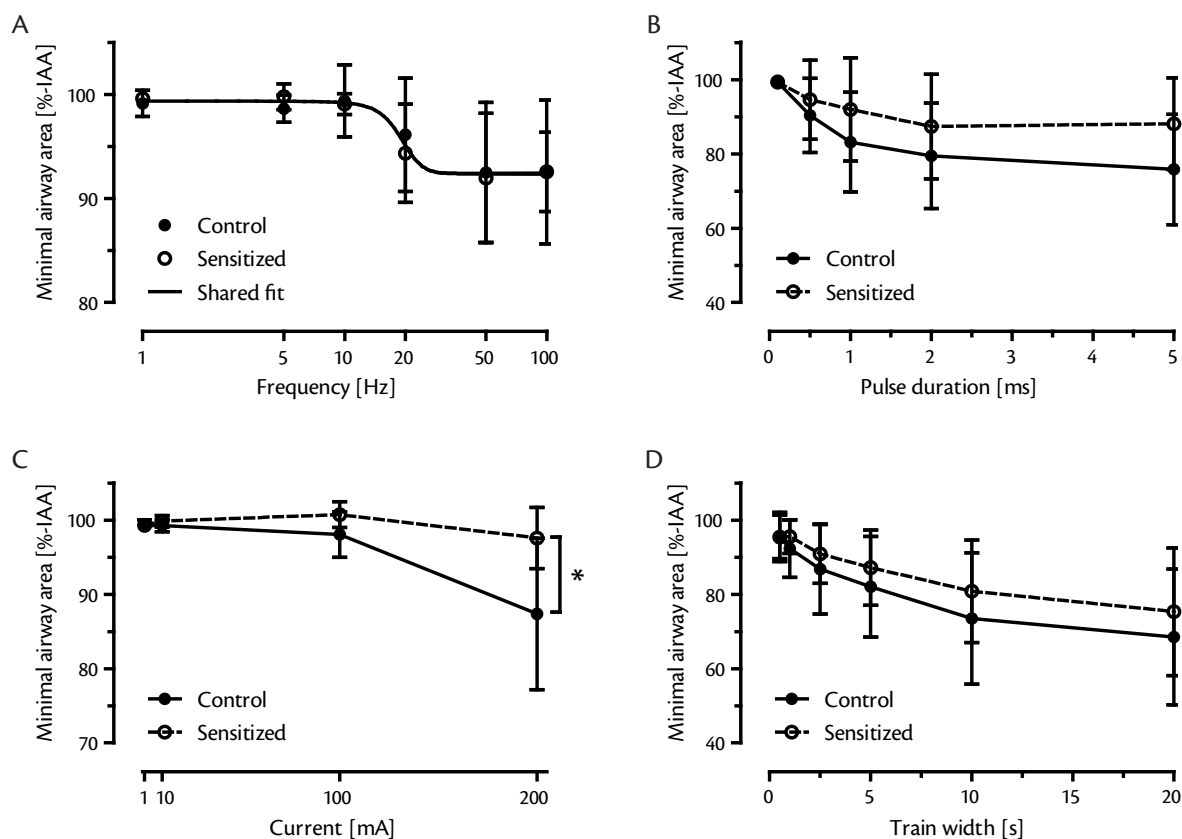 A
Minimal airway area [%-IAA]
100
90
80
Control
Sensitized
Shared fit
1 5 10 20 50 100
Frequency [Hz]
B
Minimal airway area [%-IAA]
100
80
60
40
Control
Sensitized
0 1 2 3 4 5
Pulse duration [ms]
C
Minimal airway area [%-IAA]
100
90
80
70
*
Control
Sensitized
1 10 100 200
Current [mA]
D
Minimal airway area [%-IAA]
100
80
60
40
Control
Sensitized
0 5 10 15 20
Train width [s]